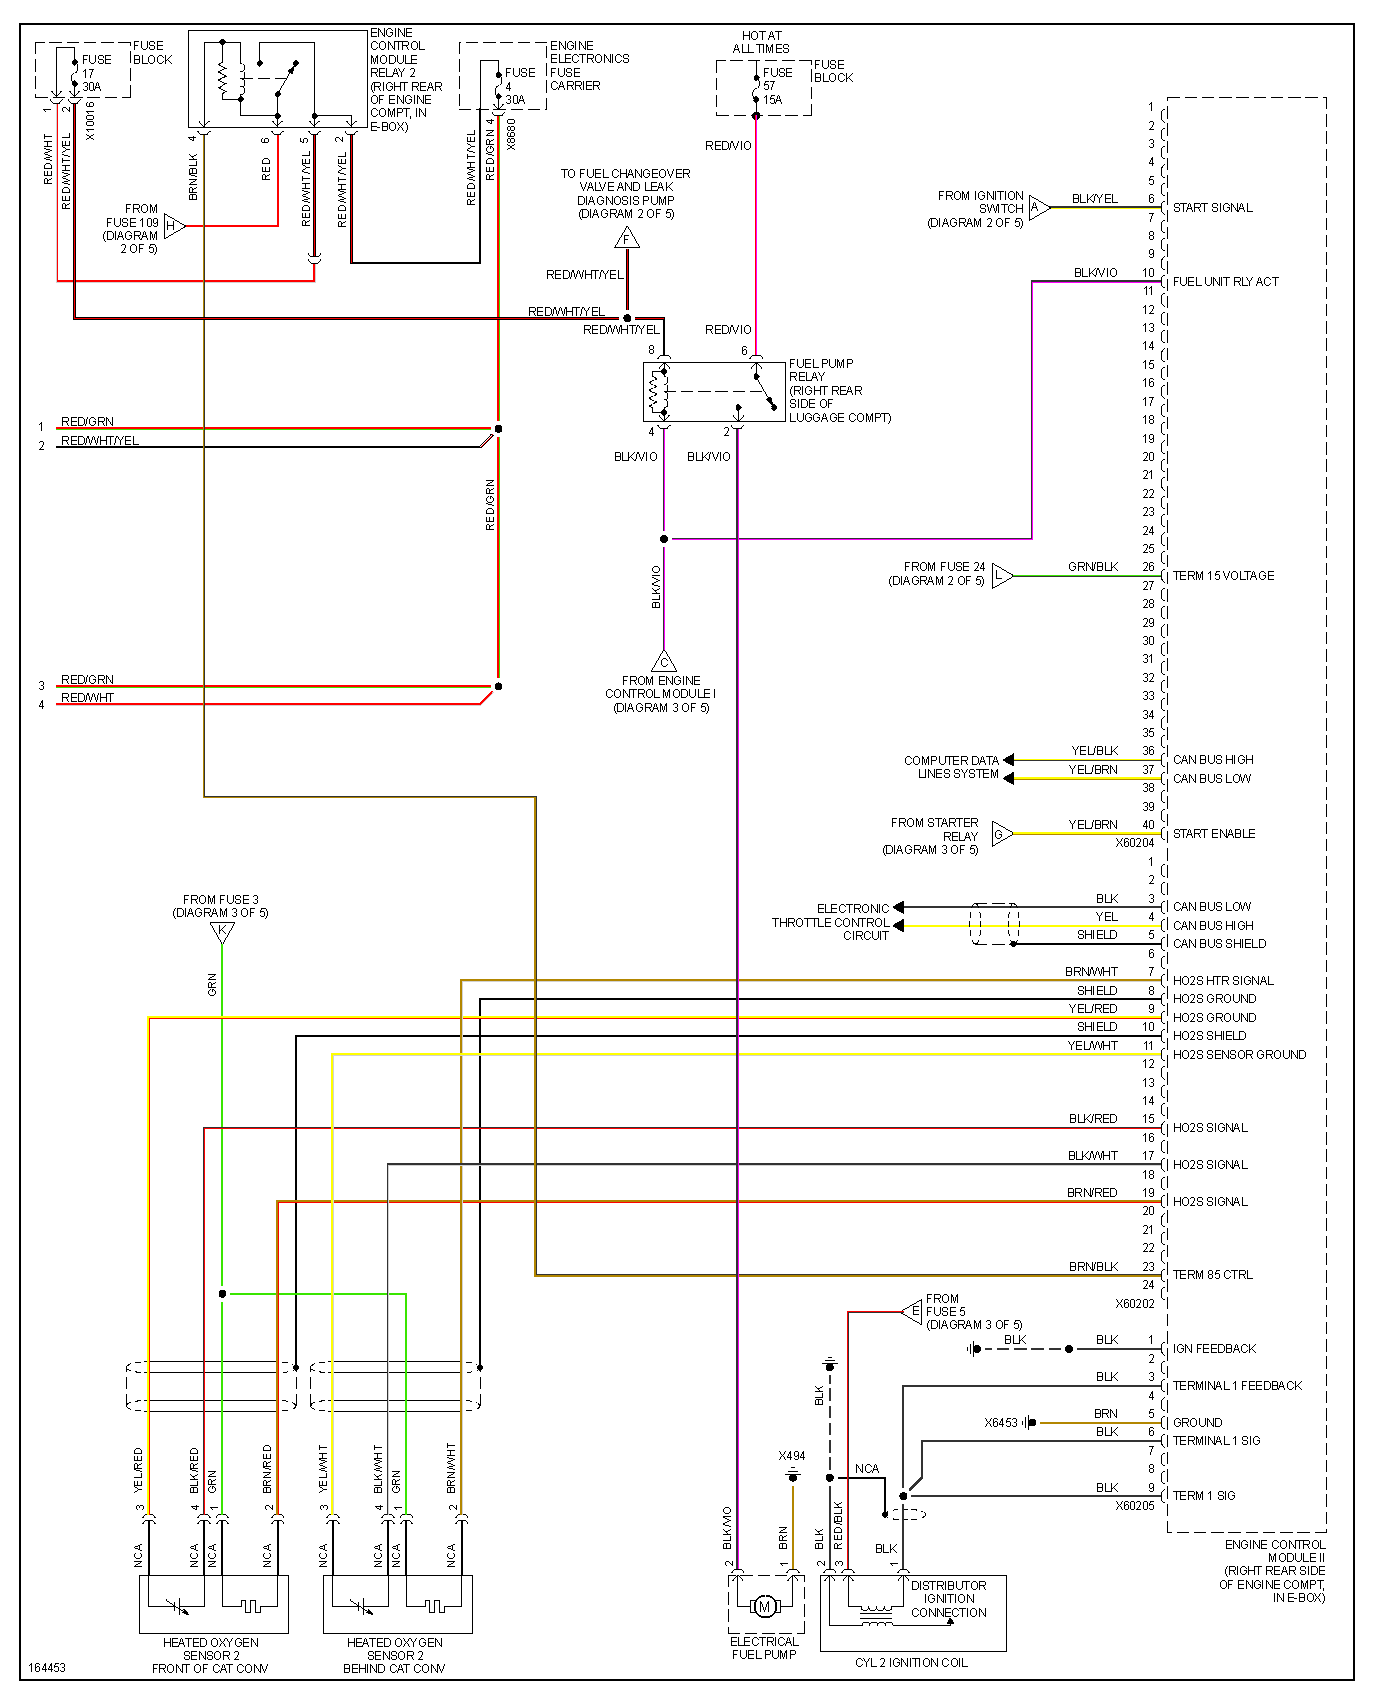 FUSE
BLOCK
FUSE
17
30A
1
2
X10016
RED/WHT
RED/WHT/YEL
ENGINE
CONTROL
MODULE
RELAY 2
(RIGHT REAR
OF ENGINE
COMPT, IN
E-BOX)
4
6
5
2
BRN/BLK
RED
RED/WHT/YEL
RED/WHT/YEL
ENGINE
ELECTRONICS
FUSE
CARRIER
FUSE
4
30A
4
X8680
RED/WHT/YEL
RED/GRN
HOT AT
ALL TIMES
FUSE
57
15A
FUSE
BLOCK
RED/VIO
FROM
FUSE 109
(DIAGRAM
2 OF 5)
H
TO FUEL CHANGEOVER
VALVE AND LEAK
DIAGNOSIS PUMP
(DIAGRAM 2 OF 5)
F
RED/WHT/YEL
RED/WHT/YEL
RED/WHT/YEL
RED/VIO
8
6
FUEL PUMP
RELAY
(RIGHT REAR
SIDE OF
LUGGAGE COMPT)
4
2
BLK/VIO
BLK/VIO
1
RED/GRN
2
RED/WHT/YEL
RED/GRN
BLK/VIO
C
FROM ENGINE
CONTROL MODULE I
(DIAGRAM 3 OF 5)
3
RED/GRN
4
RED/WHT
1
2
3
4
5
FROM IGNITION
SWITCH
(DIAGRAM 2 OF 5)
A
BLK/YEL
6
START SIGNAL
7
8
9
BLK/VIO
10
FUEL UNIT RLY ACT
11
12
13
14
15
16
17
18
19
20
21
22
23
24
25
FROM FUSE 24
(DIAGRAM 2 OF 5)
L
GRN/BLK
26
TERM 15 VOLTAGE
27
28
29
30
31
32
33
34
35
COMPUTER DATA
LINES SYSTEM
YEL/BLK
36
CAN BUS HIGH
YEL/BRN
37
CAN BUS LOW
38
39
FROM STARTER
RELAY
(DIAGRAM 3 OF 5)
G
YEL/BRN
40
START ENABLE
X60204
1
2
ELECTRONIC
THROTTLE CONTROL
CIRCUIT
BLK
3
CAN BUS LOW
YEL
4
CAN BUS HIGH
SHIELD
5
CAN BUS SHIELD
6
FROM FUSE 3
(DIAGRAM 3 OF 5)
K
GRN
BRN/WHT
7
HO2S HTR SIGNAL
SHIELD
8
HO2S GROUND
YEL/RED
9
HO2S GROUND
SHIELD
10
HO2S SHIELD
YEL/WHT
11
HO2S SENSOR GROUND
12
13
14
BLK/RED
15
HO2S SIGNAL
16
BLK/WHT
17
HO2S SIGNAL
18
BRN/RED
19
HO2S SIGNAL
20
21
22
BRN/BLK
23
TERM 85 CTRL
24
X60202
FROM
FUSE 5
(DIAGRAM 3 OF 5)
E
BLK
BLK
1
IGN FEEDBACK
2
BLK
3
TERMINAL 1 FEEDBACK
4
X6453
BRN
5
GROUND
BLK
6
TERMINAL 1 SIG
7
8
BLK
9
TERM 1 SIG
X60205
ENGINE CONTROL
MODULE II
(RIGHT REAR SIDE
OF ENGINE COMPT,
IN E-BOX)
YEL/RED
BLK/RED
GRN
BRN/RED
YEL/WHT
BLK/WHT
GRN
BRN/WHT
3
4
1
2
3
4
1
2
NCA
NCA
NCA
NCA
NCA
NCA
NCA
NCA
HEATED OXYGEN
SENSOR 2
FRONT OF CAT CONV
HEATED OXYGEN
SENSOR 2
BEHIND CAT CONV
BLK/VIO
2
X494
BRN
1
M
ELECTRICAL
FUEL PUMP
BLK
NCA
BLK
2
RED/BLK
3
BLK
1
DISTRIBUTOR
IGNITION
CONNECTION
CYL 2 IGNITION COIL
164453